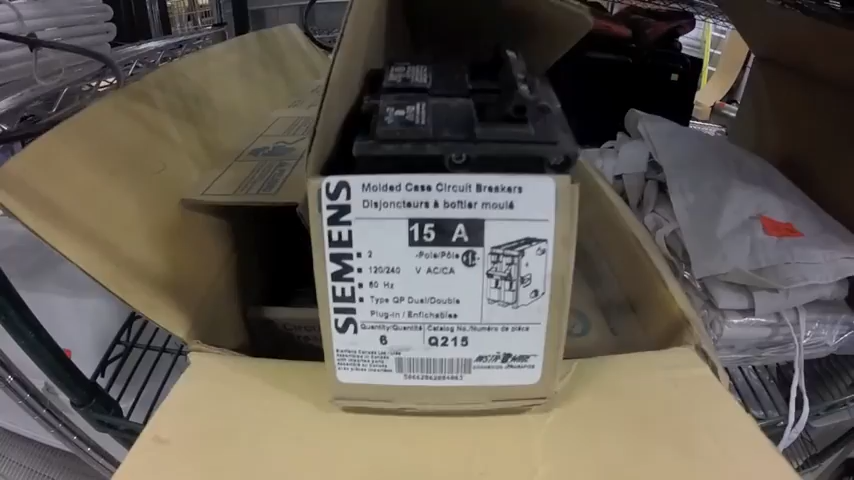 SIEMENS
Molded Case Circuit Breakers
Disjoncteurs à boîtier moulé
15 A
2 -Pole/Pôle
120/240 V AC/CA
60 Hz
Type QP Dual/Double
Plug-in / Enfichables
Quantity/Quantité
6
Catalog No./Numéro de pièce
Q215